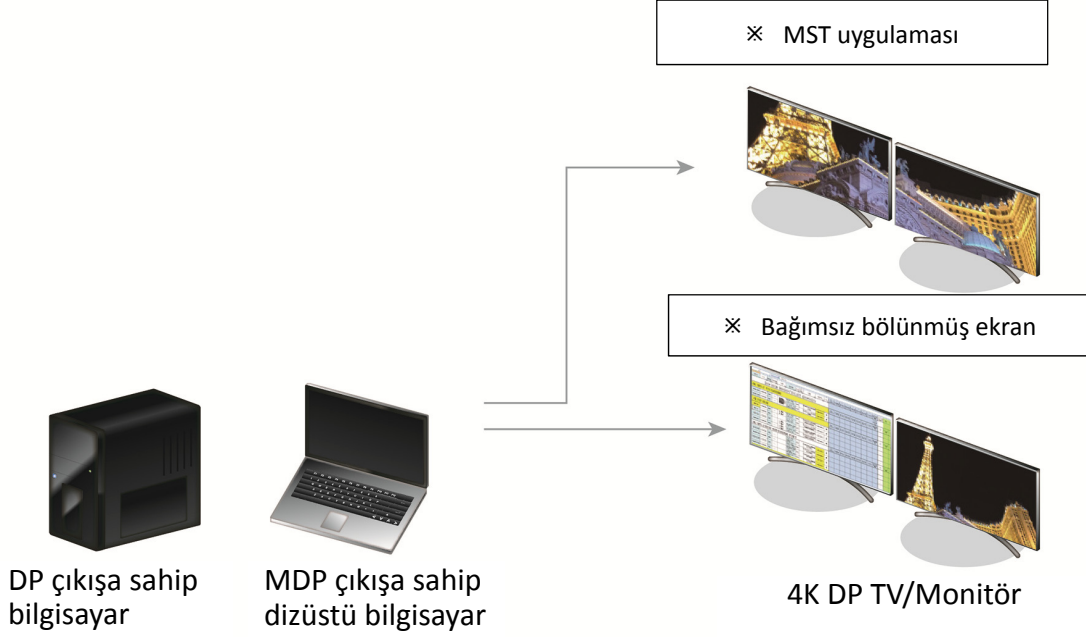 ※ MST uygulaması
※ Bağımsız bölünmüş ekran
DP çıkışa sahip
bilgisayar
MDP çıkışa sahip
dizüstü bilgisayar
4K DP TV/Monitör